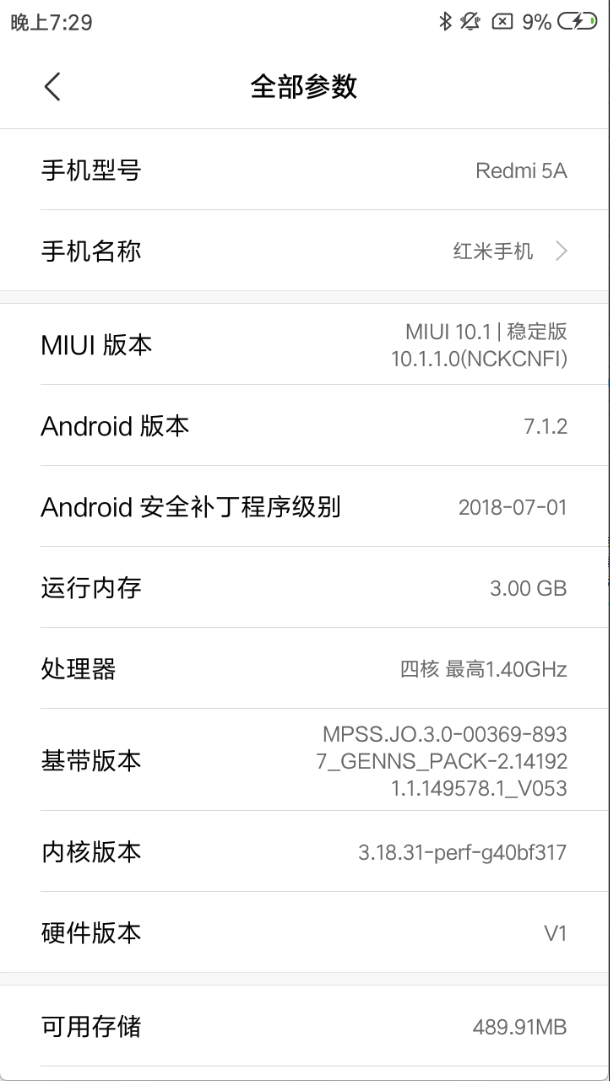 晚上7:29 9%
全部参数
手机型号 Redmi 5A
手机名称 红米手机
MIUI 版本 MIUI 10.1 | 稳定版
10.1.1.0(NCKCNFI)
Android 版本 7.1.2
Android 安全补丁程序级别 2018-07-01
运行内存 3.00 GB
处理器 四核 最高1.40GHz
基带版本 MPSS.JO.3.0-00369-893
7_GENNS_PACK-2.14192
1.1.149578.1_V053
内核版本 3.18.31-perf-g40bf317
硬件版本 V1
可用存储 489.91MB